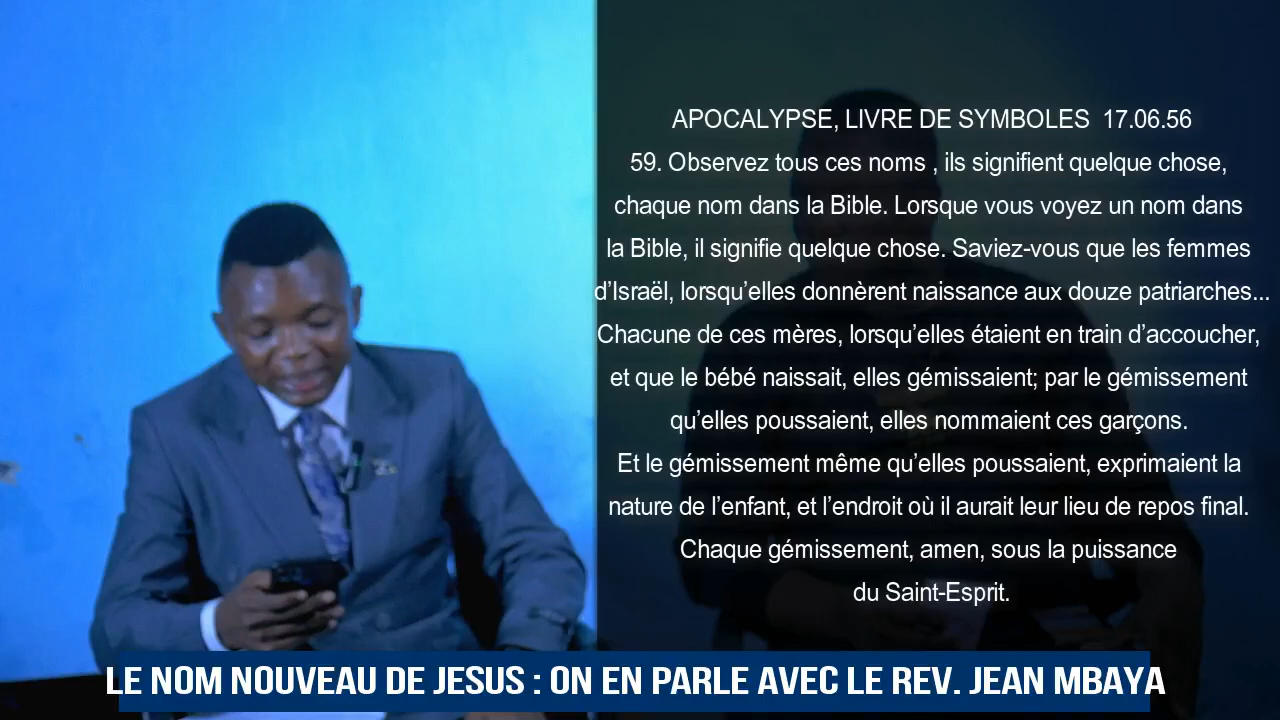 APOCALYPSE, LIVRE DE SYMBOLES 17.06.56
59. Observez tous ces noms , ils signifient quelque chose,
chaque nom dans la Bible. Lorsque vous voyez un nom dans
la Bible, il signifie quelque chose. Saviez-vous que les femmes
d’Israël, lorsqu’elles donnèrent naissance aux douze patriarches...
Chacune de ces mères, lorsqu’elles étaient en train d’accoucher,
et que le bébé naissait, elles gémissaient; par le gémissement
qu’elles poussaient, elles nommaient ces garçons.
Et le gémissement même qu’elles poussaient, exprimaient la
nature de l’enfant, et l’endroit où il aurait leur lieu de repos final.
Chaque gémissement, amen, sous la puissance
du Saint-Esprit.
LE NOM NOUVEAU DE JESUS : ON EN PARLE AVEC LE REV. JEAN MBAYA